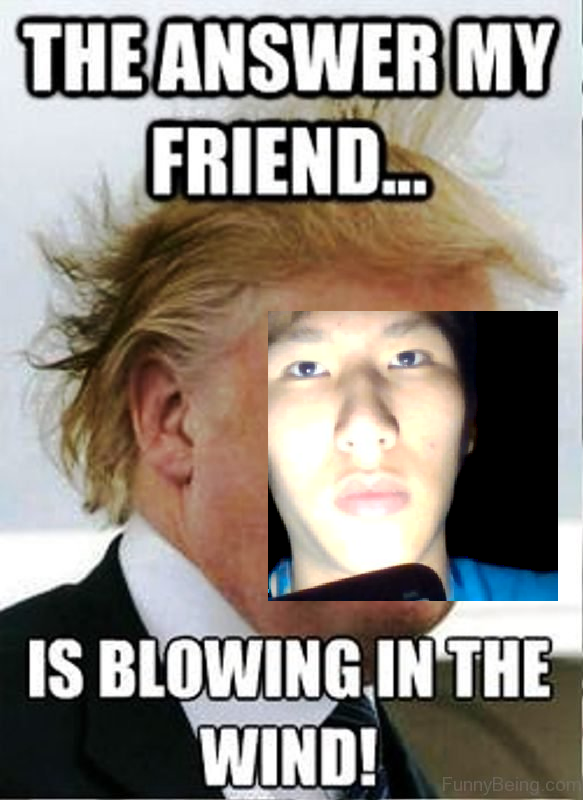 THE ANSWER MY
FRIEND...
IS BLOWING IN THE
WIND!
FunnyBeing.com